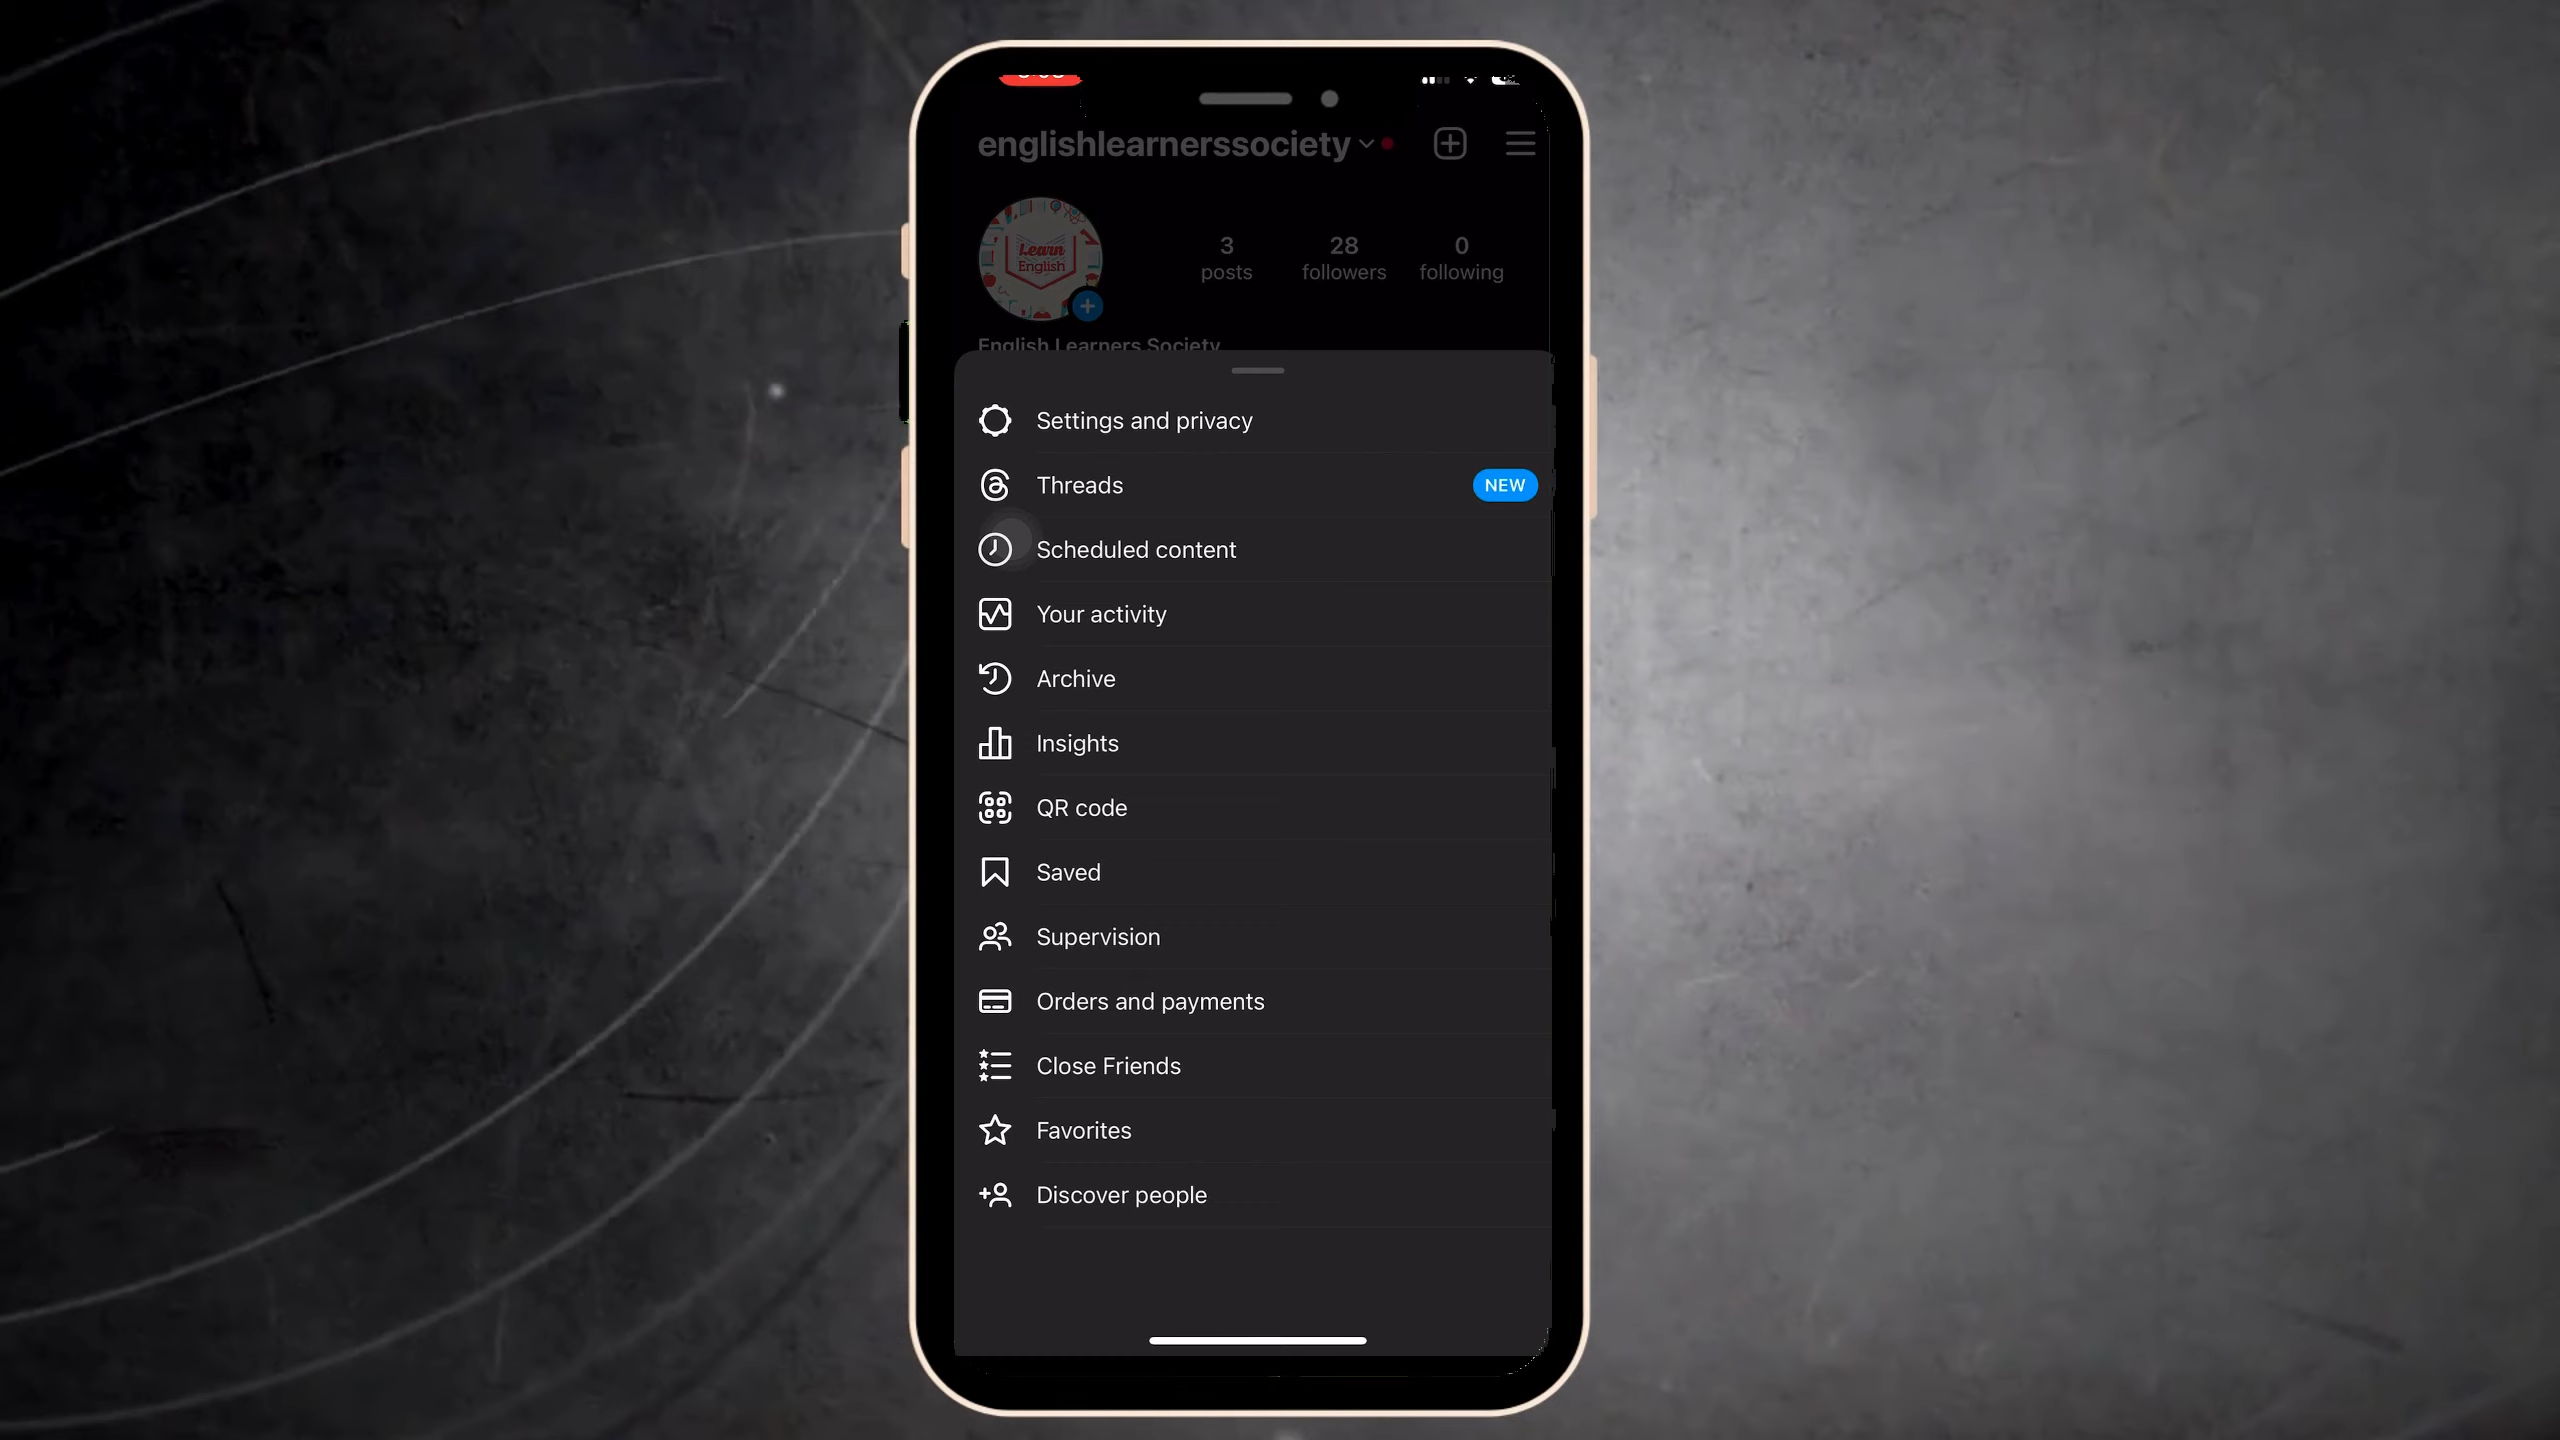 englishlearnerssociety
Learn
English
3
posts
28
followers
0
following
English Learners Society
Settings and privacy
Threads
NEW
Scheduled content
Your activity
Archive
Insights
QR code
Saved
Supervision
Orders and payments
Close Friends
Favorites
Discover people